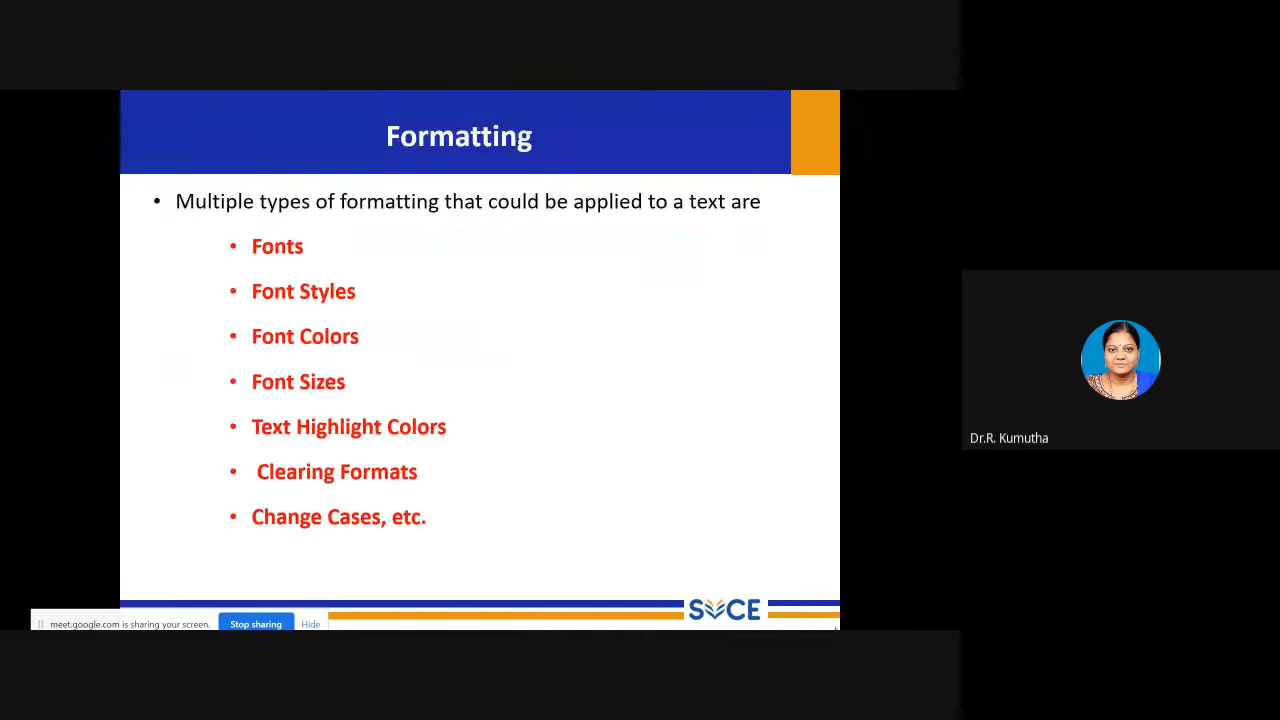 Formatting
• Multiple types of formatting that could be applied to a text are
• Fonts
• Font Styles
• Font Colors
• Font Sizes
• Text Highlight Colors
• Clearing Formats
• Change Cases, etc.
Dr.R. Kumutha
SVCE
meet.google.com is sharing your screen. Stop sharing Hide